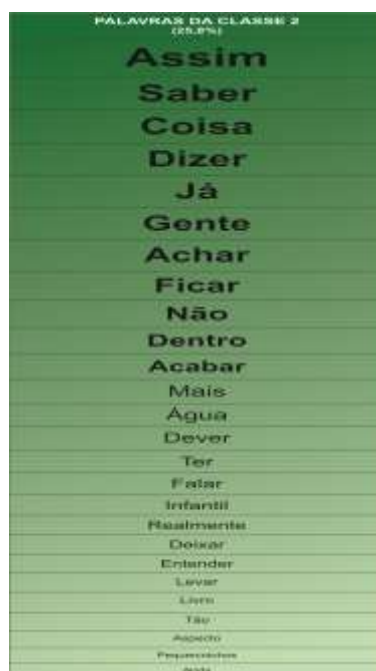 PALAVRAS DA CLASSE 2
(25.8%)
Assim
Saber
Coisa
Dizer
Já
Gente
Achar
Ficar
Não
Dentro
Acabar
Mais
Água
Dever
Ter
Falar
Infantil
Realmente
Deixar
Entender
Levar
Livro
Tão
Aspecto